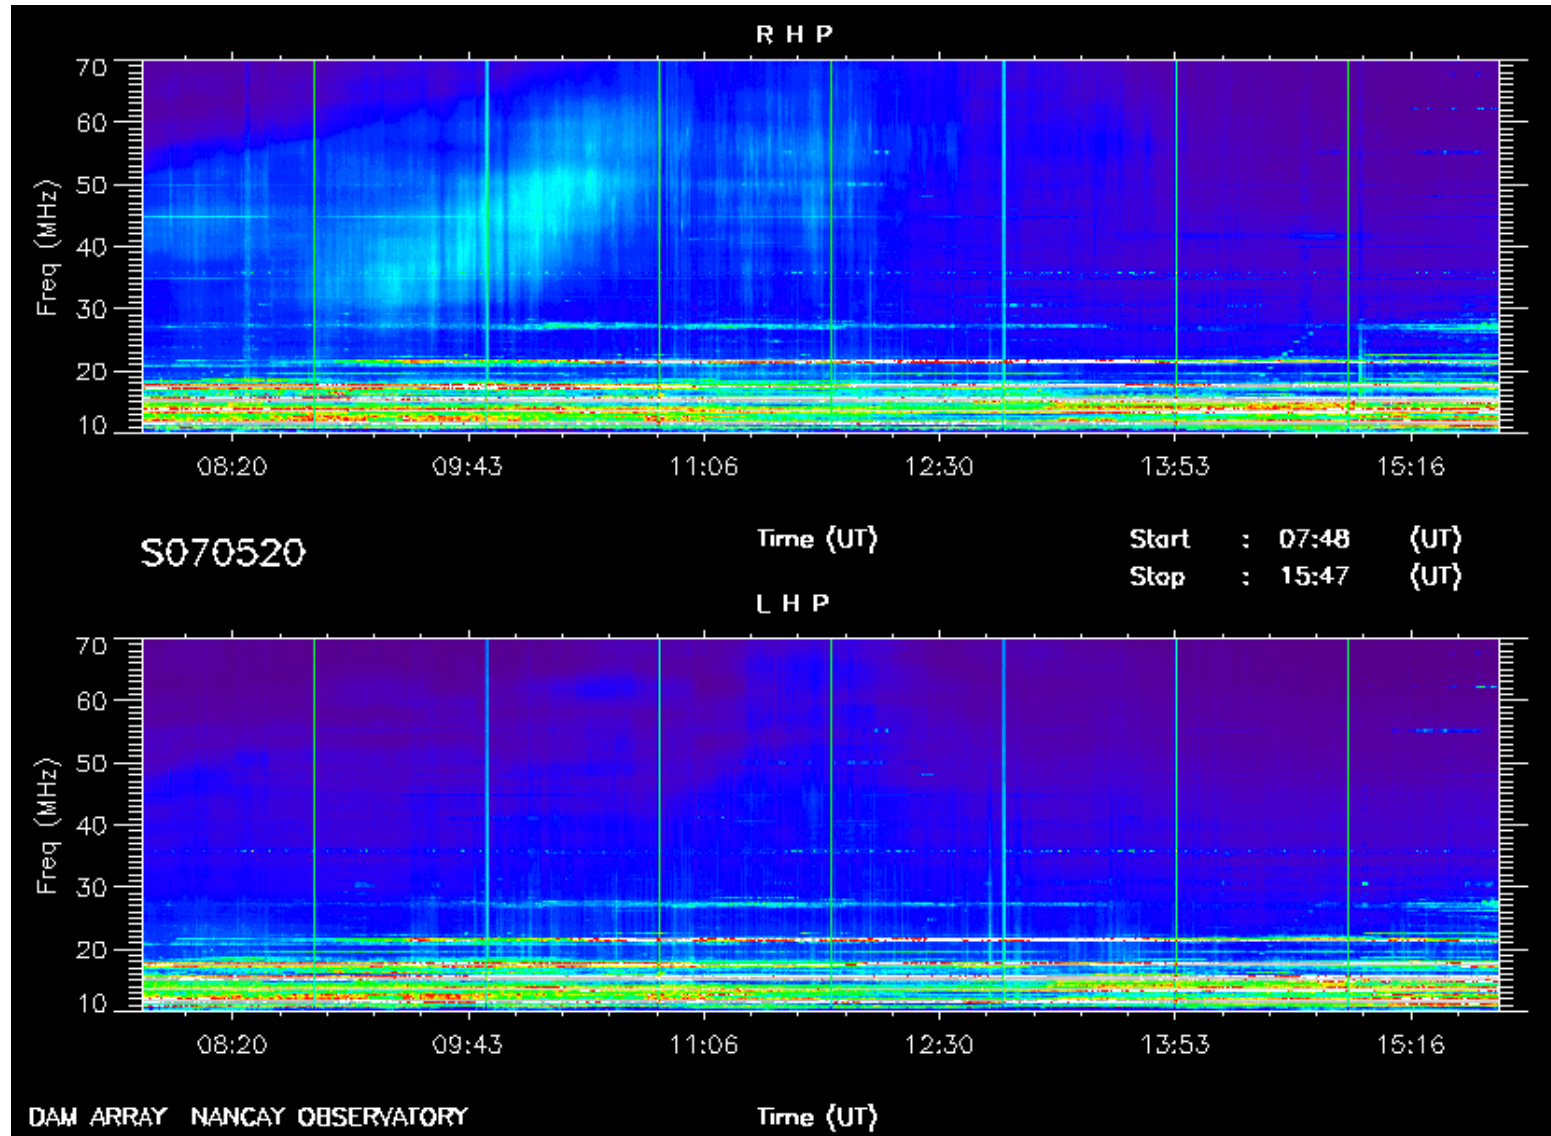 R H P
70
60
50
40
30
20
10
Freq (MHz)
08:20 09:43 11:06 12:30 13:53 15:16
Time (UT)
S070520
Start : 07:48 (UT)
Stop : 15:47 (UT)
L H P
70
60
50
40
30
20
10
Freq (MHz)
08:20 09:43 11:06 12:30 13:53 15:16
DAM ARRAY NANCAY OBSERVATORY
Time (UT)